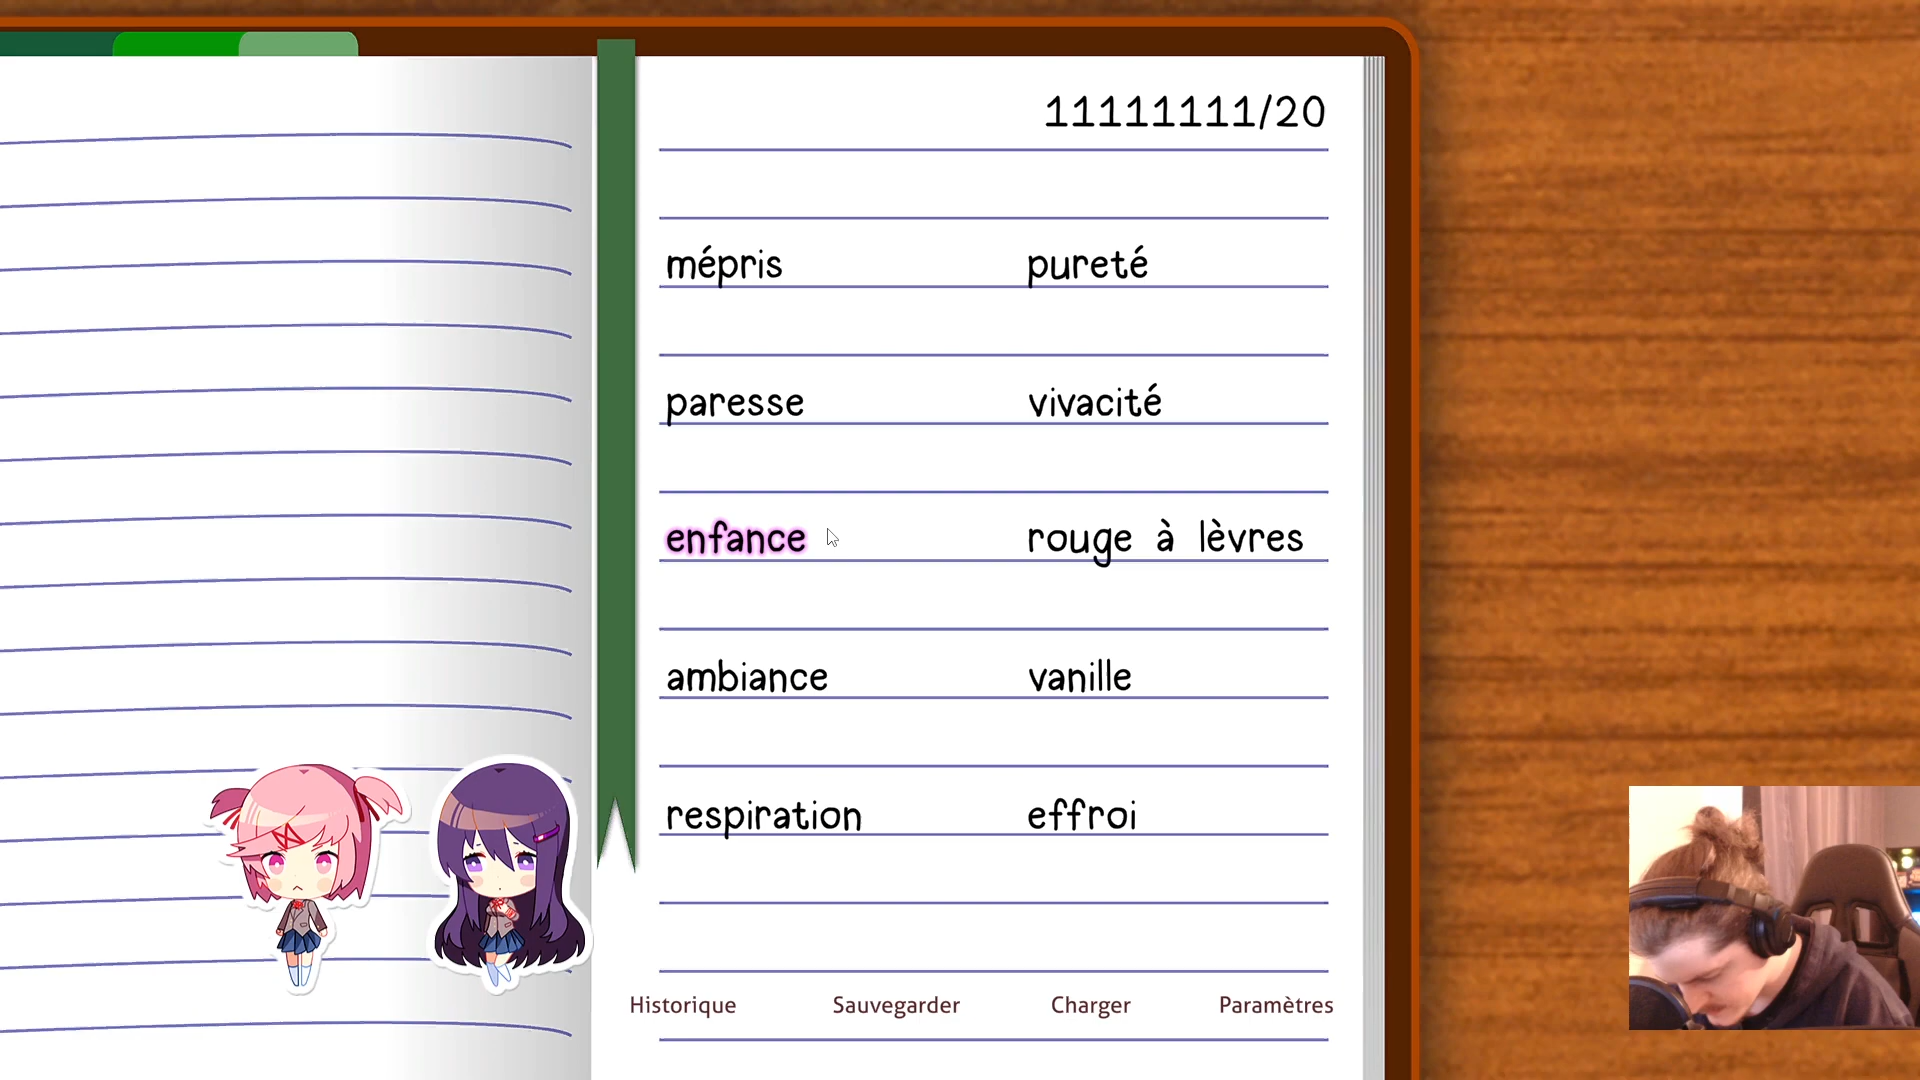 11111111/20
mépris pureté
paresse vivacité
enfance rouge à lèvres
ambiance vanille
respiration effroi
Historique Sauvegarder Charger Paramètres